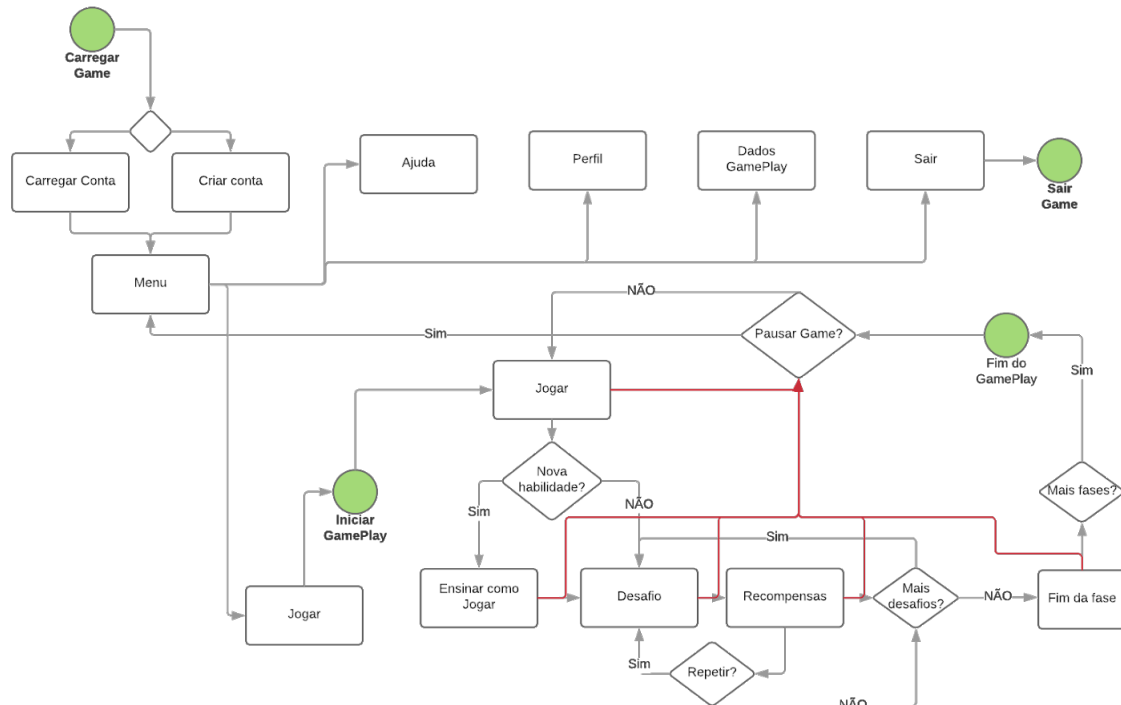 Carregar
Game
Carregar Conta
Criar conta
Ajuda
Perfil
Dados
GamePlay
Sair
Sair
Game
Menu
NÃO
Sim
Pausar Game?
Fim do
GamePlay
Sim
Jogar
Nova
habilidade?
Mais fases?
Sim
NÃO
Iniciar
GamePlay
Sim
Ensinar como
Jogar
Desafio
Recompensas
Mais
desafios?
NÃO
Fim da fase
Jogar
Sim
Repetir?
NÃO